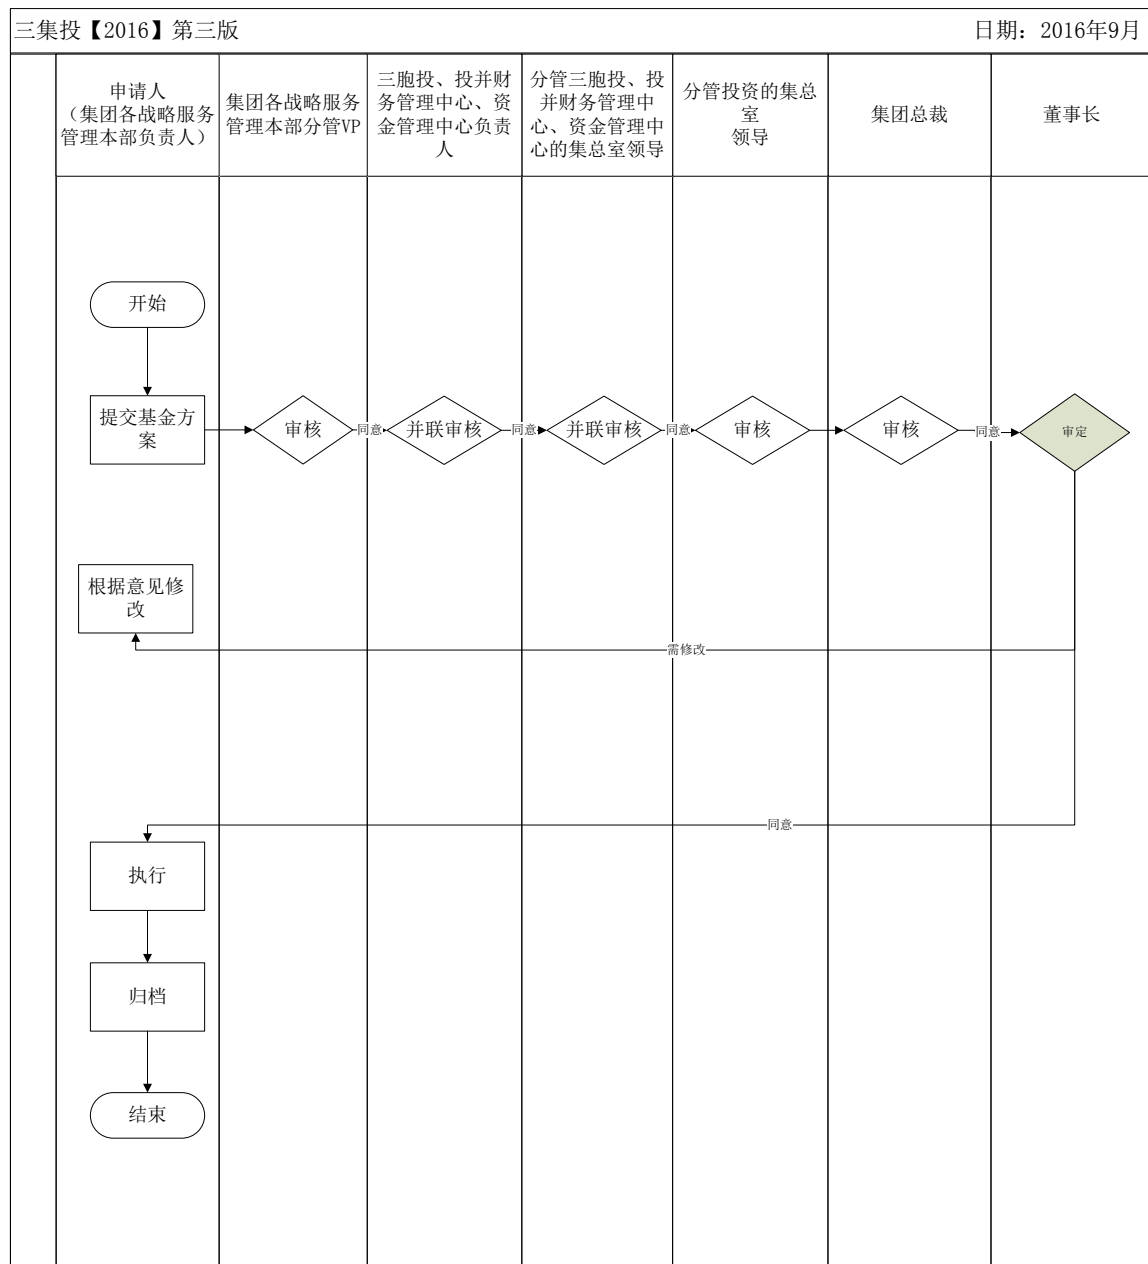 三集投【2016】第三版
日期：2016年9月
申请人
（集团各战略服务
管理本部负责人）
集团各战略服务
管理本部分管VP
三胞投、投并财
务管理中心、资
金管理中心负责
人
分管三胞投、投
并财务管理中
心、资金管理中
心的集总室领导
分管投资的集总
室
领导
集团总裁
董事长
开始
提交基金方
案
审核
同意
并联审核
同意
并联审核
同意
审核
审核
同意
审定
根据意见修
改
需修改
同意
执行
归档
结束